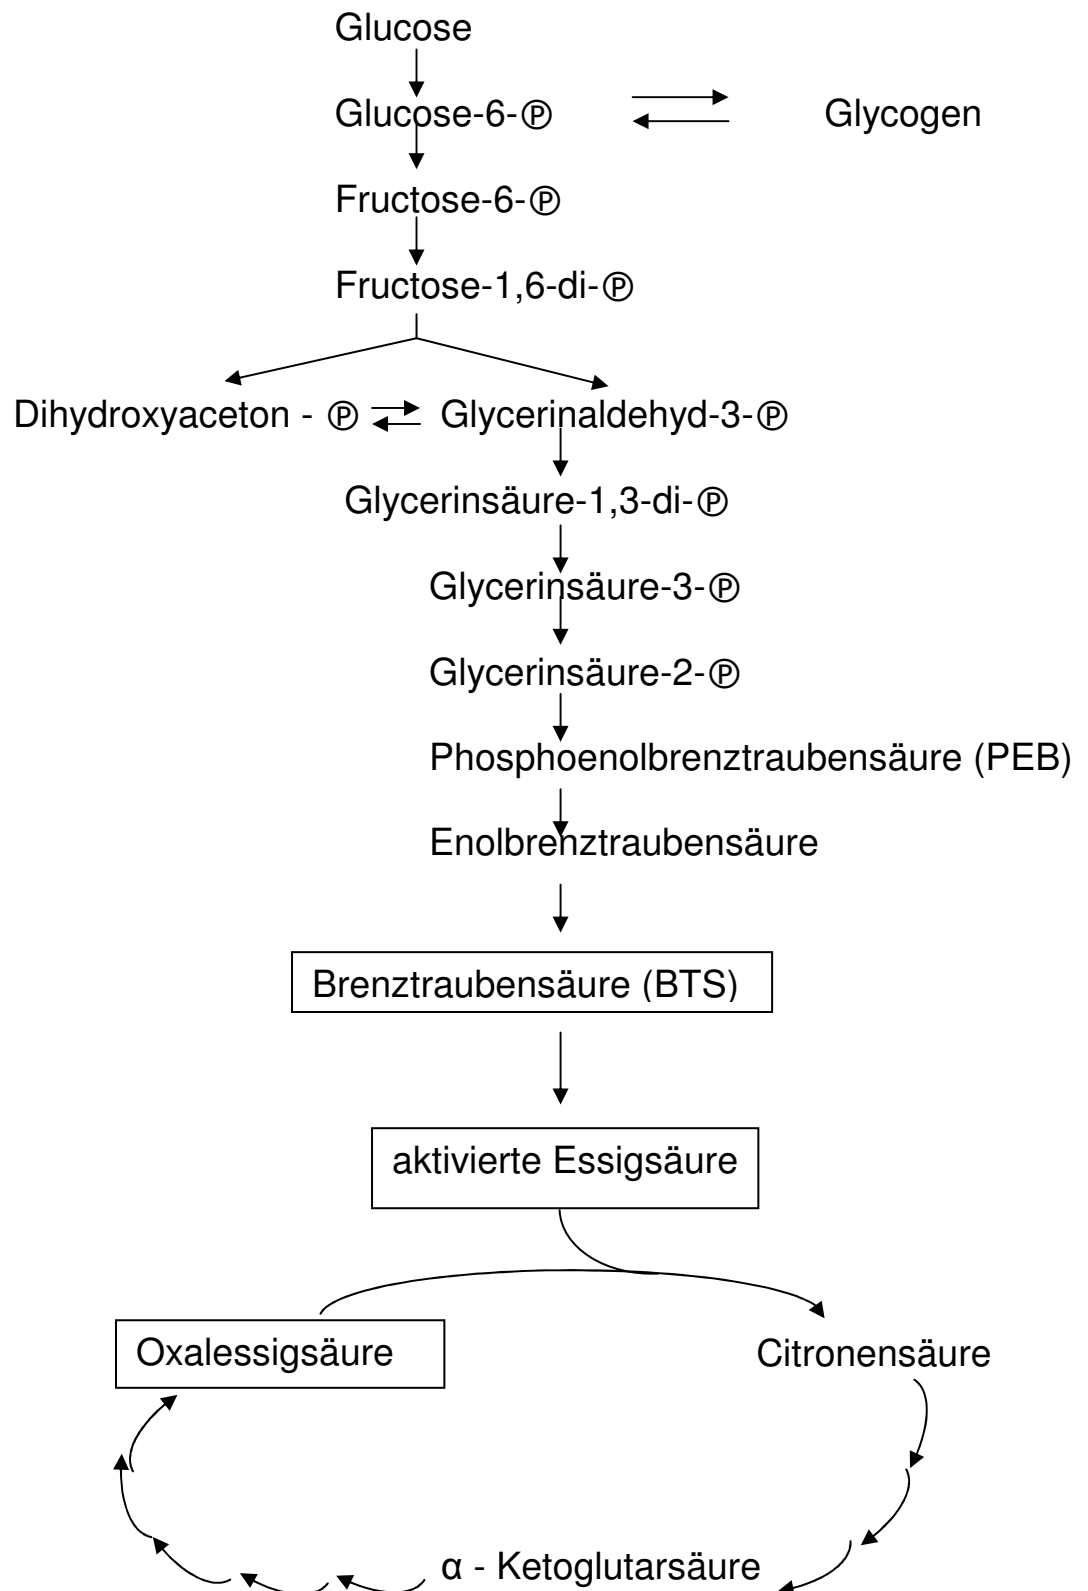 Glucose
Glucose-6-Ⓟ Glycogen
Fructose-6-Ⓟ
Fructose-1,6-di-Ⓟ
Dihydroxyaceton - Ⓟ Glycerinaldehyd-3-Ⓟ
Glycerinsäure-1,3-di-Ⓟ
Glycerinsäure-3-Ⓟ
Glycerinsäure-2-Ⓟ
Phosphoenolbrenztraubensäure (PEB)
Enolbrenztraubensäure
Brenztraubensäure (BTS)
aktivierte Essigsäure
Oxalessigsäure Citronensäure
α - Ketoglutarsäure